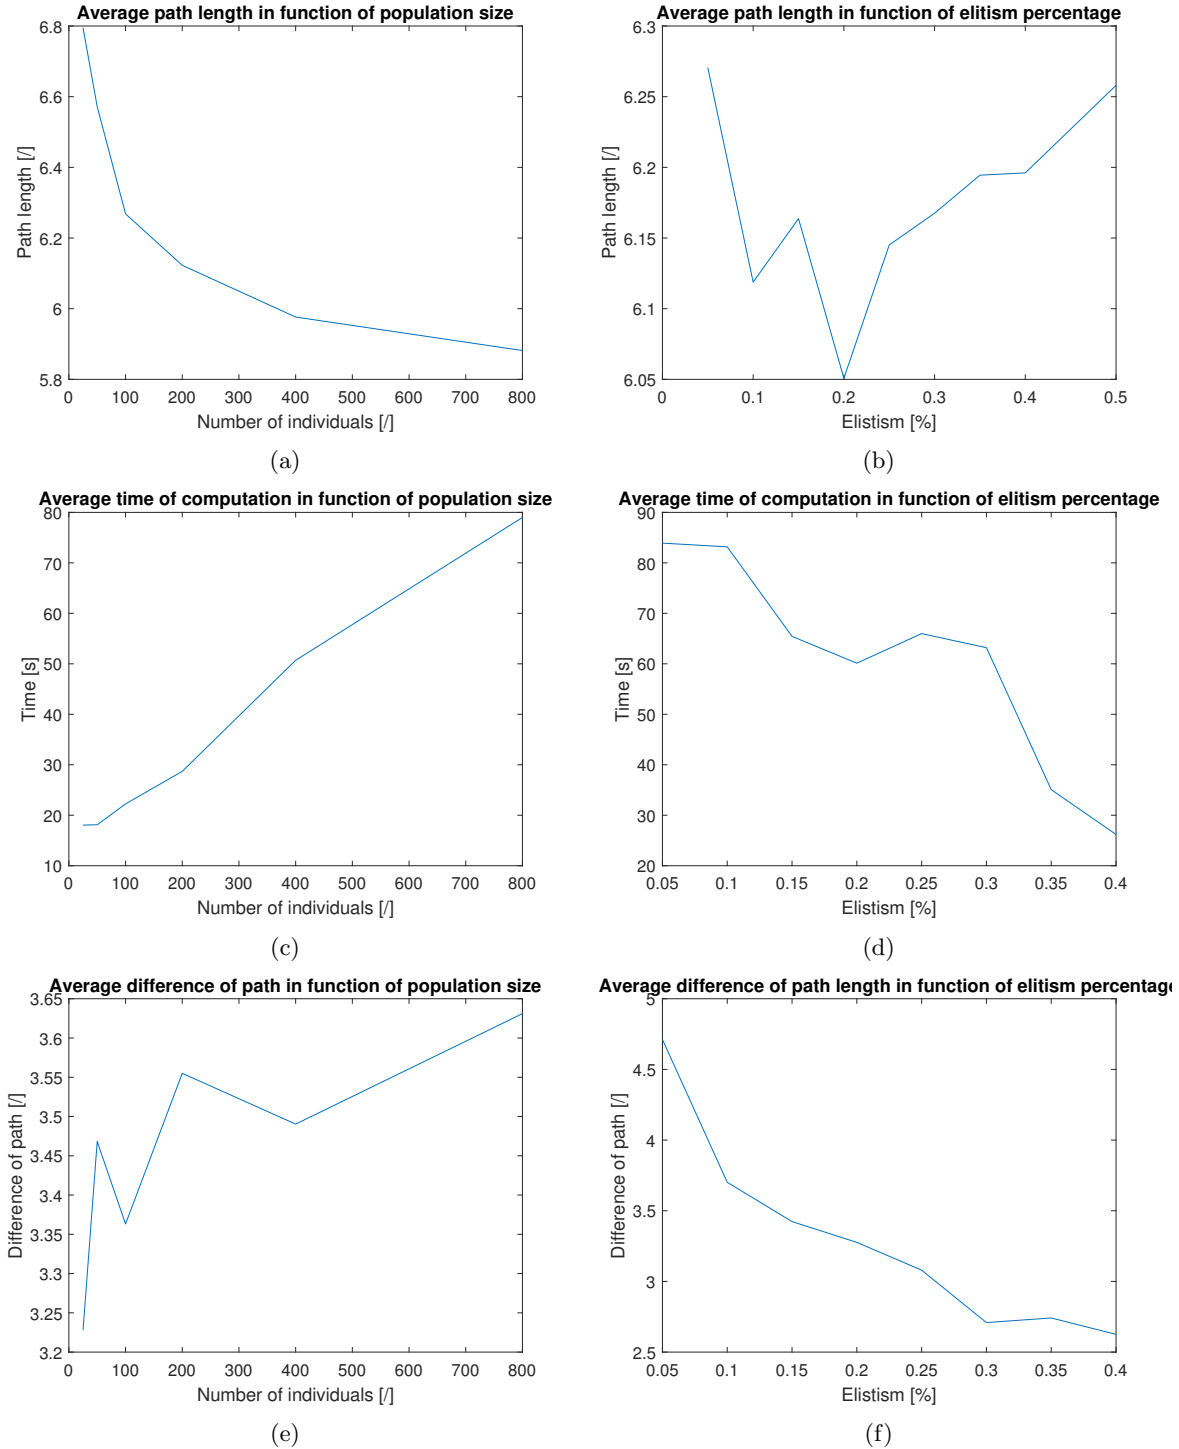 Average path length in function of population size
6.8
6.6
6.4
6.2
6
5.8
Path length [/]
0 100 200 300 400 500 600 700 800
Number of individuals [/]
(a)
Average path length in function of elitism percentage
6.3
6.25
6.2
6.15
6.1
6.05
Path length [/]
0 0.1 0.2 0.3 0.4 0.5
Elistism [%]
(b)
Average time of computation in function of population size
80
70
60
50
40
30
20
10
Time [s]
0 100 200 300 400 500 600 700 800
Number of individuals [/]
(c)
Average time of computation in function of elitism percentage
90
80
70
60
50
40
30
20
Time [s]
0.05 0.1 0.15 0.2 0.25 0.3 0.35 0.4
Elistism [%]
(d)
Average difference of path in function of population size
3.65
3.6
3.55
3.5
3.45
3.4
3.35
3.3
3.25
3.2
Difference of path [/]
0 100 200 300 400 500 600 700 800
Number of individuals [/]
(e)
Average difference of path length in function of elitism percentage
5
4.5
4
3.5
3
2.5
Difference of path [/]
0.05 0.1 0.15 0.2 0.25 0.3 0.35 0.4
Elistism [%]
(f)